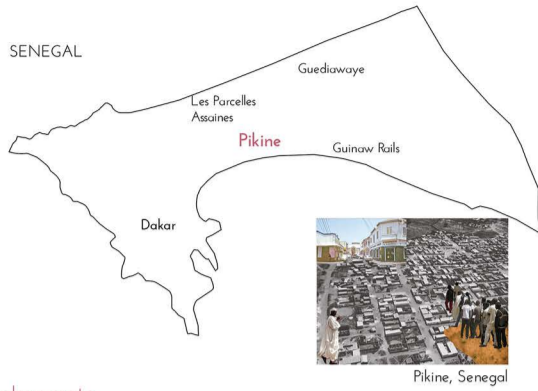 SENEGAL
Guediawaye
Les Parcelles
Assaines
Pikine
Guinaw Rails
Dakar
Pikine, Senegal